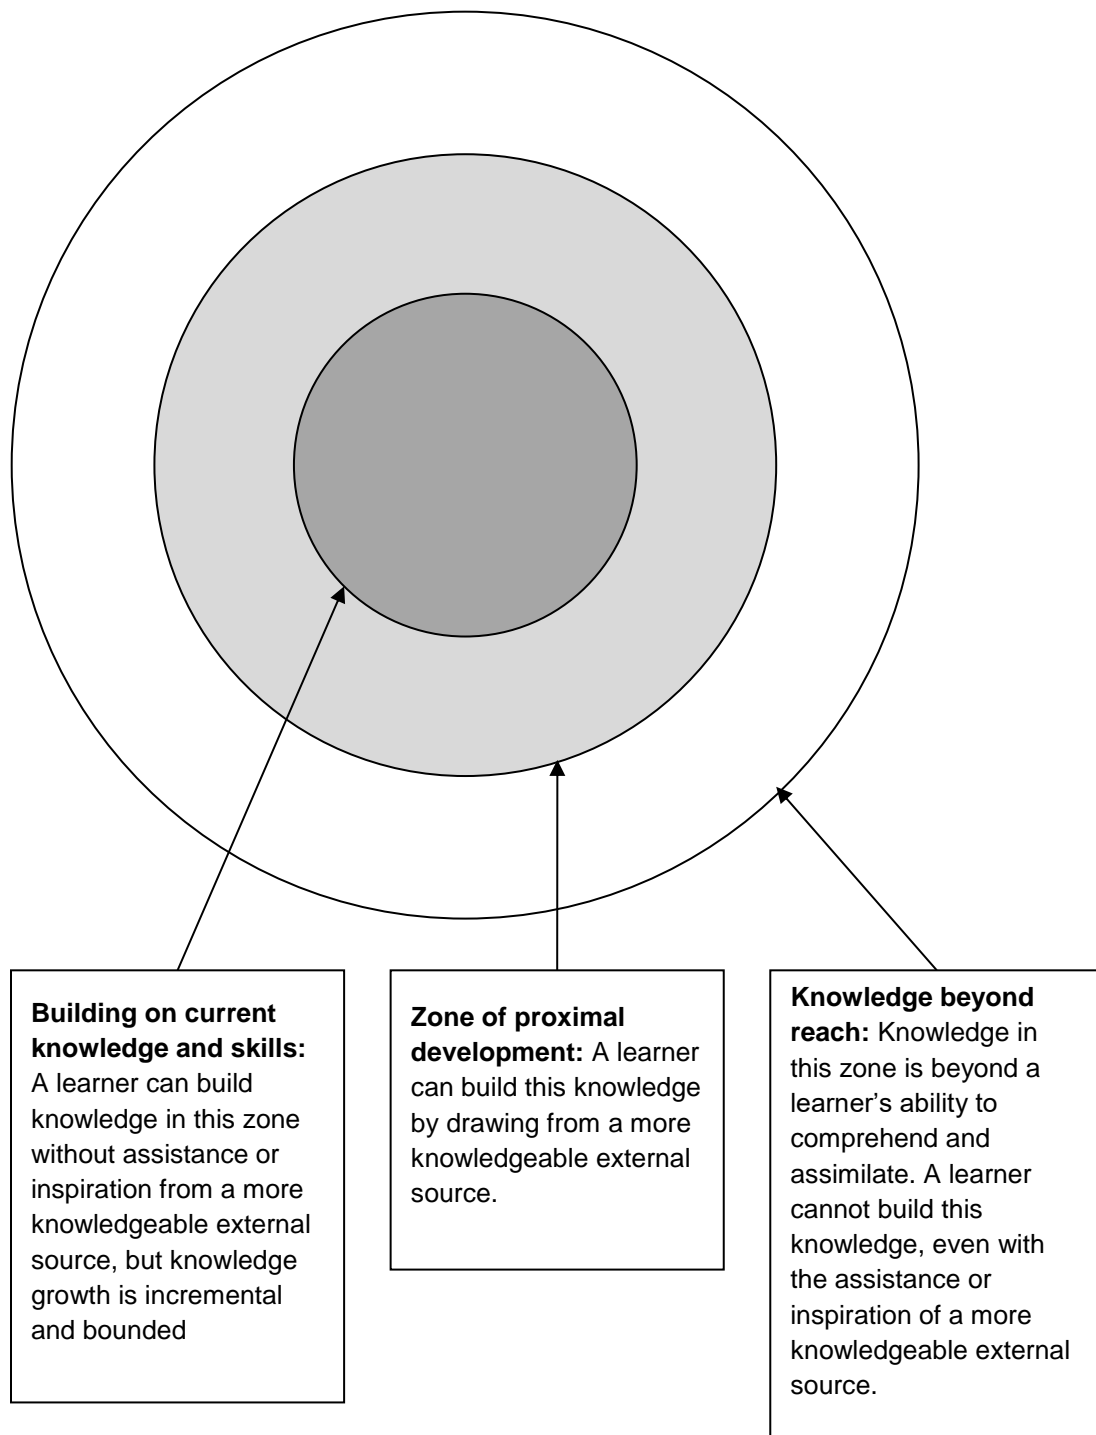 Building on current
knowledge and skills:
A learner can build
knowledge in this zone
without assistance or
inspiration from a more
knowledgeable external
source, but knowledge
growth is incremental
and bounded
Zone of proximal
development: A learner
can build this knowledge
by drawing from a more
knowledgeable external
source.
Knowledge beyond
reach: Knowledge in
this zone is beyond a
learner’s ability to
comprehend and
assimilate. A learner
cannot build this
knowledge, even with
the assistance or
inspiration of a more
knowledgeable external
source.